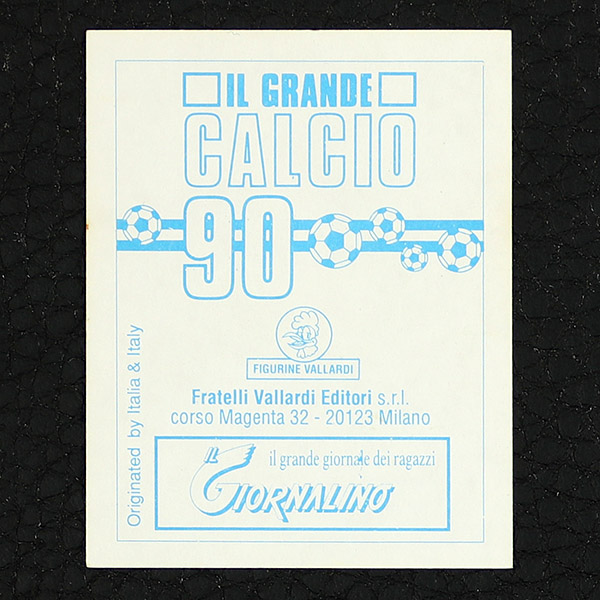 IL GRANDE
CALCIO
90
FIGURINE VALLARDI
Fratelli Vallardi Editori s.r.l.
corso Magenta 32 - 20123 Milano
Originated by Italia & Italy
il grande giornale dei ragazzi
IL GIORNALINO